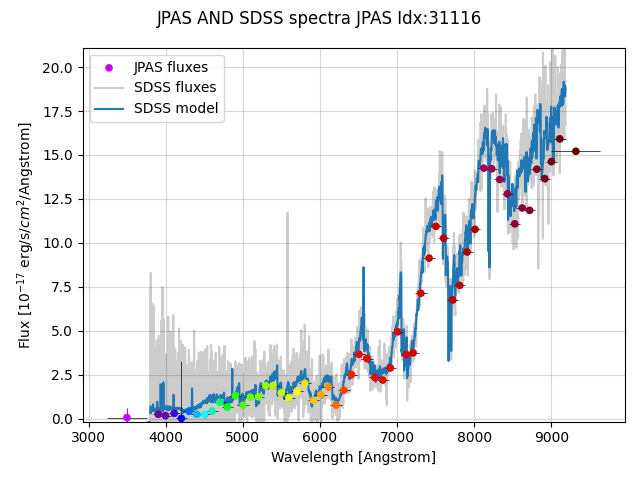 JPAS AND SDSS spectra JPAS Idx:31116
JPAS fluxes
SDSS fluxes
SDSS model
Flux [10⁻¹⁷ erg/s/cm²/Angstrom]
20.0
17.5
15.0
12.5
10.0
7.5
5.0
2.5
0.0
3000 4000 5000 6000 7000 8000 9000
Wavelength [Angstrom]